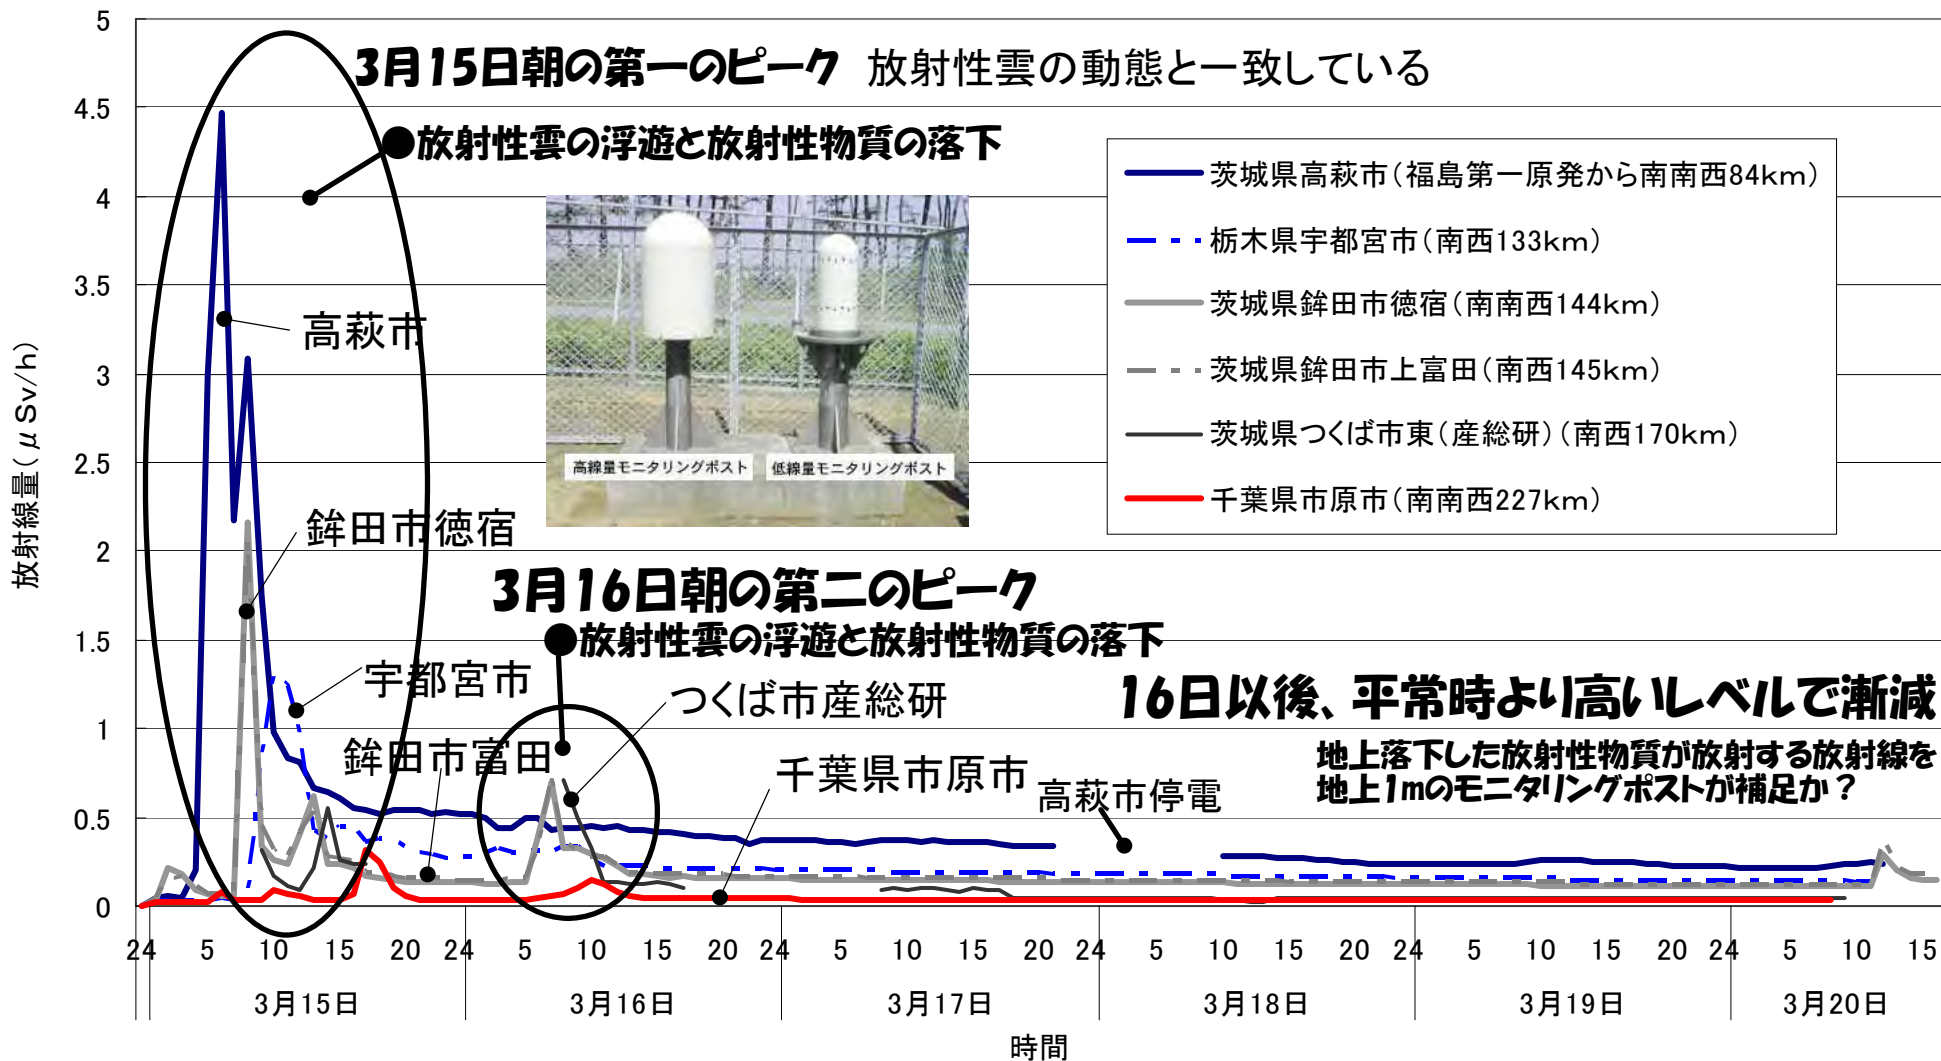 3月15日朝の第一のピーク 放射性雲の動態と一致している
●放射性雲の浮遊と放射性物質の落下
茨城県高萩市(福島第一原発から南南西84km)
栃木県宇都宮市(南西133km)
茨城県鉾田市徳宿(南南西144km)
茨城県鉾田市上富田(南西145km)
茨城県つくば市東(産総研)(南西170km)
千葉県市原市(南南西227km)
高線量モニタリングポスト 低線量モニタリングポスト
高萩市
鉾田市徳宿
3月16日朝の第二のピーク
●放射性雲の浮遊と放射性物質の落下
宇都宮市
つくば市産総研
16日以後、平常時より高いレベルで漸減
鉾田市富田
千葉県市原市
高萩市停電
地上落下した放射性物質が放射する放射線を
地上1mのモニタリングポストが補足か?
放射線量(μSv/h)
5
4.5
4
3.5
3
2.5
2
1.5
1
0.5
0
24 5 10 15 20 24 5 10 15 20 24 5 10 15 20 24 5 10 15 20 24 5 10 15 20 24 5 10 15
3月15日 3月16日 3月17日 3月18日 3月19日 3月20日
時間